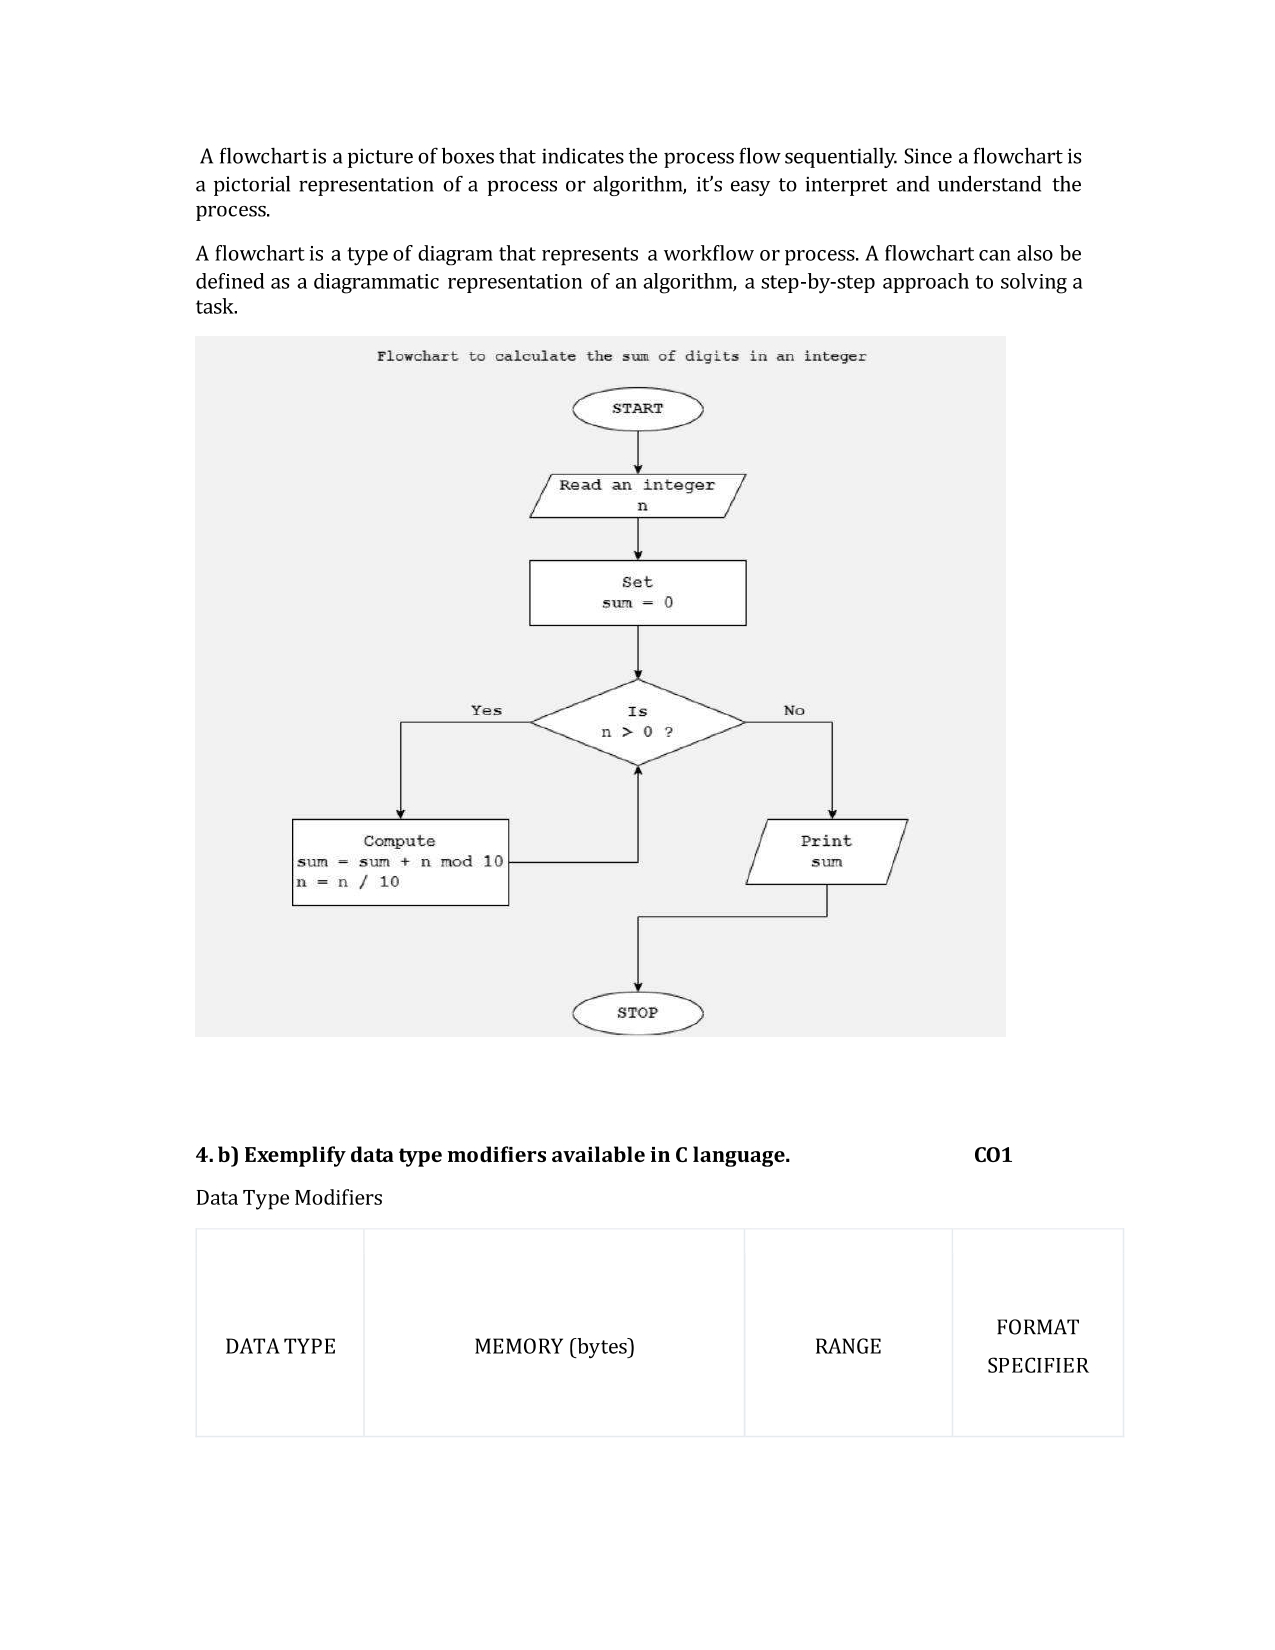 A flowchart is a picture of boxes that indicates the process flow sequentially. Since a flowchart is
a pictorial representation of a process or algorithm, it’s easy to interpret and understand the
process.
A flowchart is a type of diagram that represents a workflow or process. A flowchart can also be
defined as a diagrammatic representation of an algorithm, a step-by-step approach to solving a
task.
Flowchart to calculate the sum of digits in an integer
START
Read an integer
n
Set
sum = 0
Is
n > 0 ?
Yes
No
Compute
sum = sum + n mod 10
n = n / 10
Print
sum
STOP
4. b) Exemplify data type modifiers available in C language. CO1
Data Type Modifiers
DATA TYPE
MEMORY (bytes)
RANGE
FORMAT
SPECIFIER